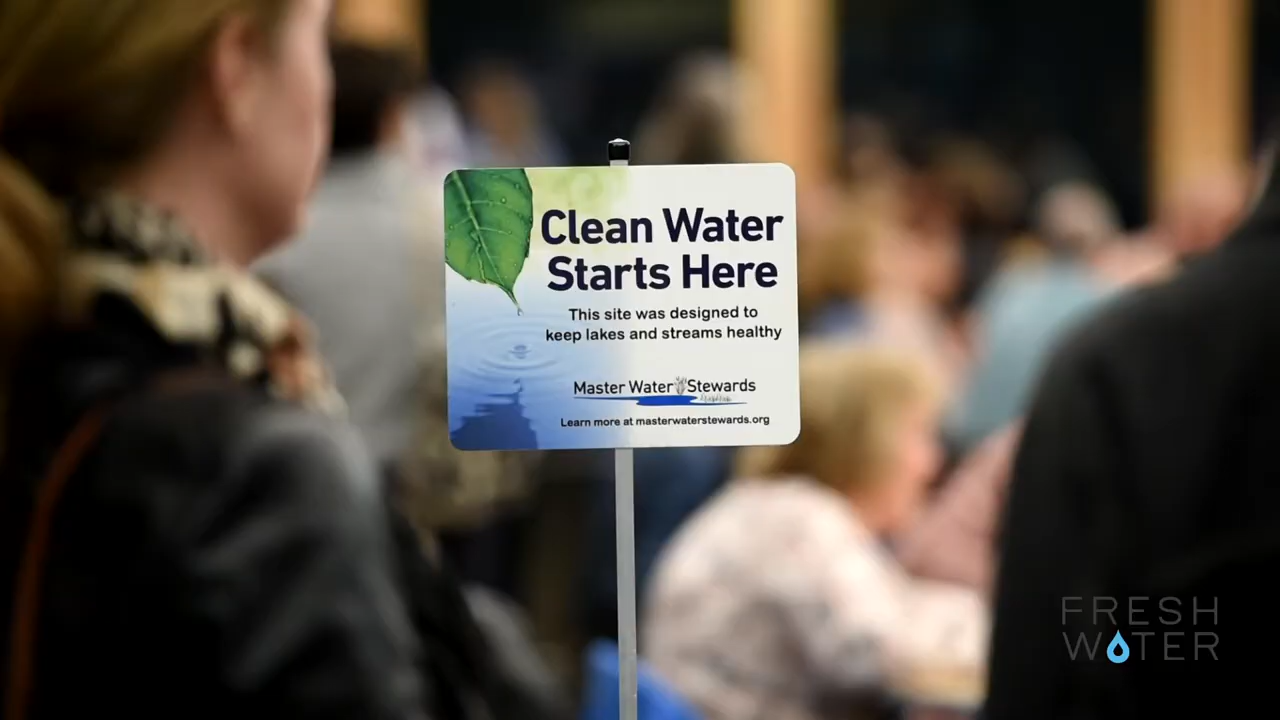 Clean Water
Starts Here
This site was designed to
keep lakes and streams healthy
Master Water Stewards
Learn more at masterwaterstewards.org
FRESH
WATER